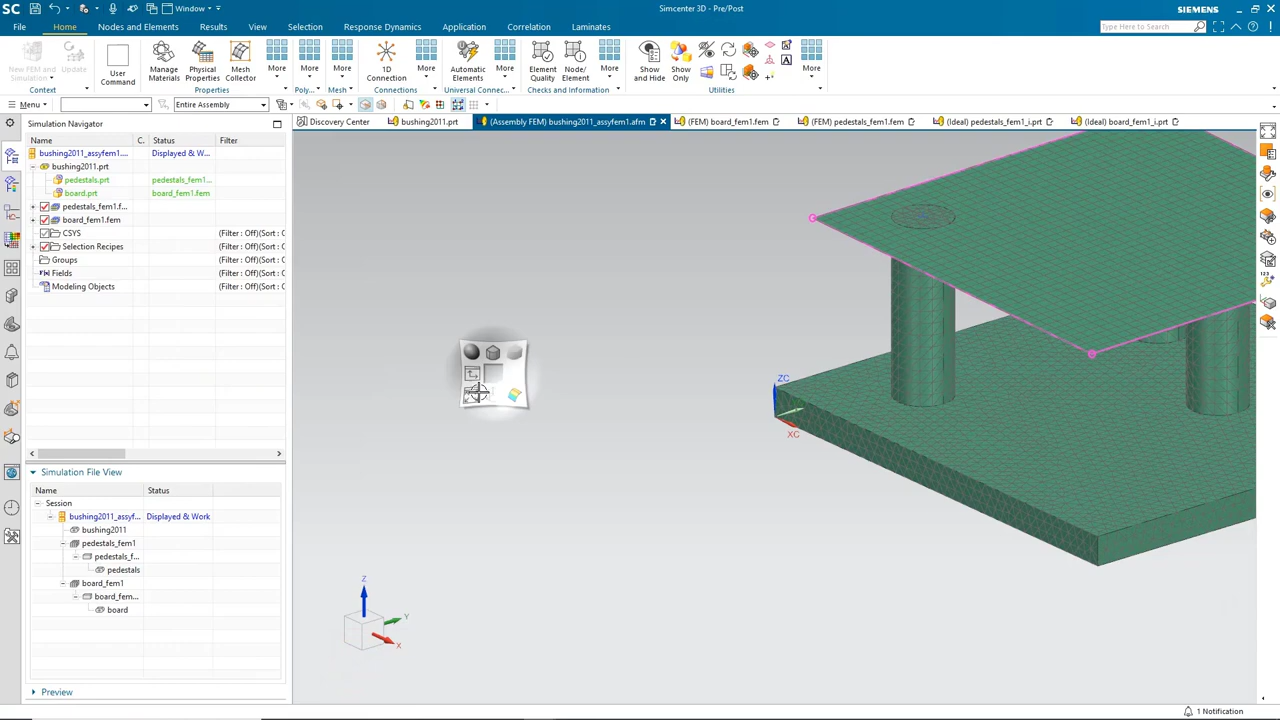 SC Window Simcenter 3D - Pre/Post SIEMENS
File Home Nodes and Elements Results View Selection Response Dynamics Application Correlation Laminates Type Here to Search
New FEM and Simulation Update User Command Manage Materials Physical Properties Mesh Collector More More More 1D Connection More Automatic Elements More Element Quality Node/Element More Show and Hide Show Only More
Context Properties Poly... Mesh Connections Universal Connec... Checks and Information Utilities
Menu Entire Assembly
Simulation Navigator
Discovery Center bushing2011.prt (Assembly FEM) bushing2011_assyfem1.afm (FEM) board_fem1.fem (FEM) pedestals_fem1.fem (Ideal) pedestals_fem1_i.prt (Ideal) board_fem1_i.prt
Name C. Status Filter
bushing2011_assyfem1.... Displayed & W...
bushing2011.prt
pedestals.prt pedestals_fem1...
board.prt board_fem1.fem
pedestals_fem1.f...
board_fem1.fem
CSYS (Filter : Off)(Sort : C
Selection Recipes (Filter : Off)(Sort : C
Groups (Filter : Off)(Sort : C
Fields (Filter : Off)(Sort : C
Modeling Objects (Filter : Off)(Sort : C
ZC
XC
Simulation File View
Name Status
Session
bushing2011_assyf... Displayed & Work
bushing2011
pedestals_fem1
pedestals_f...
pedestals
board_fem1
board_fem...
board
Z
Y
X
Preview
1 Notification